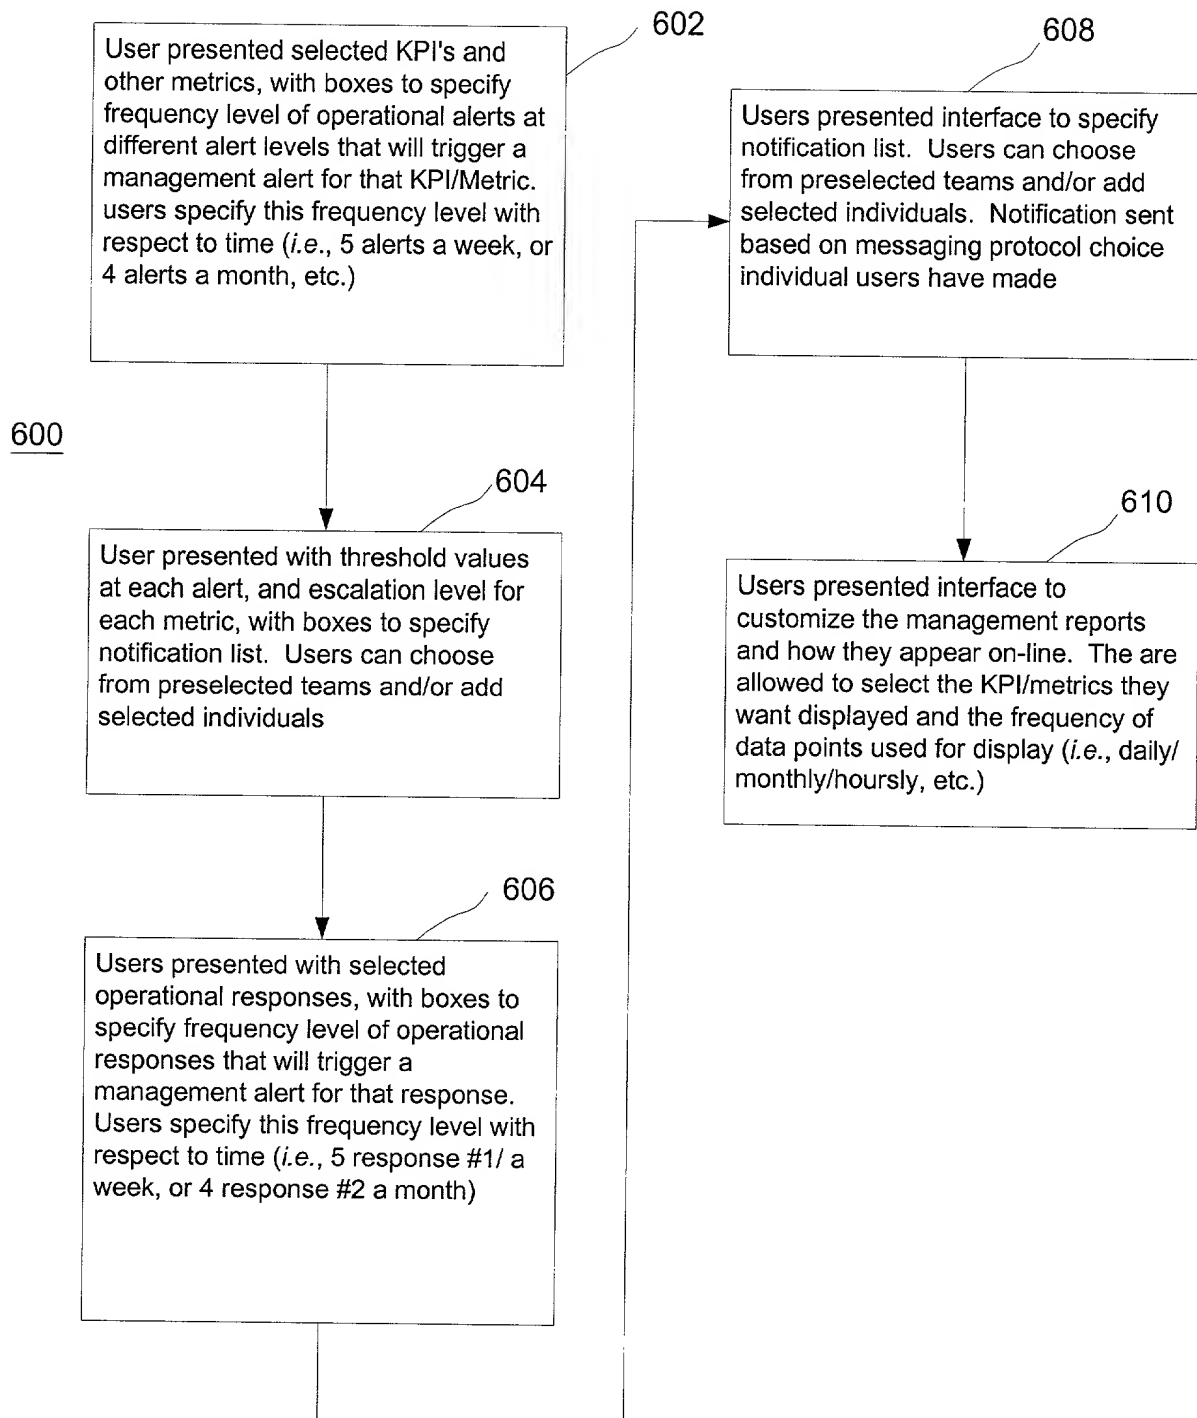 602
User presented selected KPI's and
other metrics, with boxes to specify
frequency level of operational alerts at
different alert levels that will trigger a
management alert for that KPI/Metric.
users specify this frequency level with
respect to time (i.e., 5 alerts a week, or
4 alerts a month, etc.)
600
604
User presented with threshold values
at each alert, and escalation level for
each metric, with boxes to specify
notification list. Users can choose
from preselected teams and/or add
selected individuals
606
Users presented with selected
operational responses, with boxes to
specify frequency level of operational
responses that will trigger a
management alert for that response.
Users specify this frequency level with
respect to time (i.e., 5 response #1/ a
week, or 4 response #2 a month)
608
Users presented interface to specify
notification list. Users can choose
from preselected teams and/or add
selected individuals. Notification sent
based on messaging protocol choice
individual users have made
610
Users presented interface to
customize the management reports
and how they appear on-line. The are
allowed to select the KPI/metrics they
want displayed and the frequency of
data points used for display (i.e., daily/
monthly/hoursly, etc.)